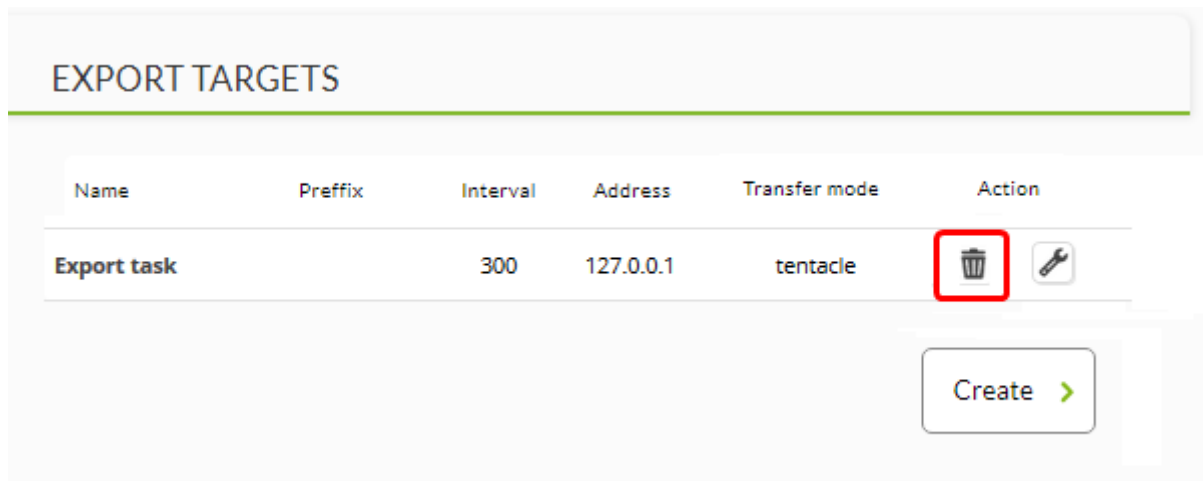 EXPORT TARGETS
Name Preffix Interval Address Transfer mode Action
Export task 300 127.0.0.1 tentacle
Create